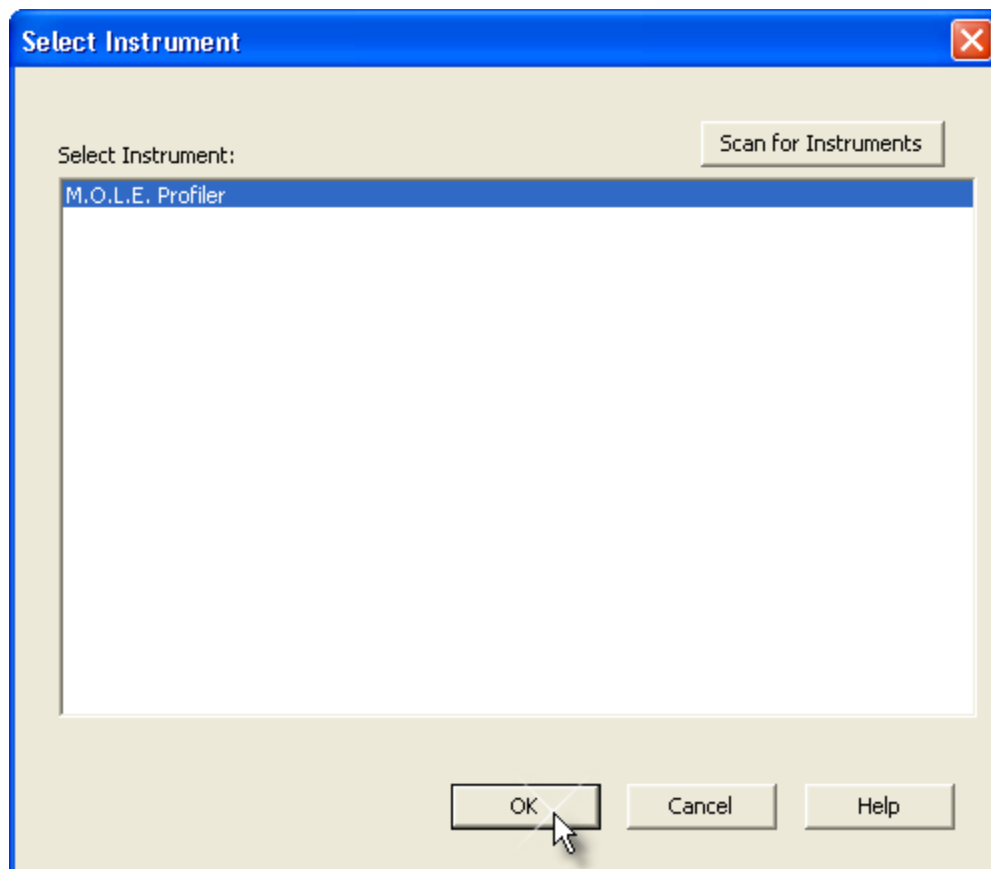 Select Instrument
Scan for Instruments
Select Instrument:
M.O.L.E. Profiler
OK
Cancel
Help